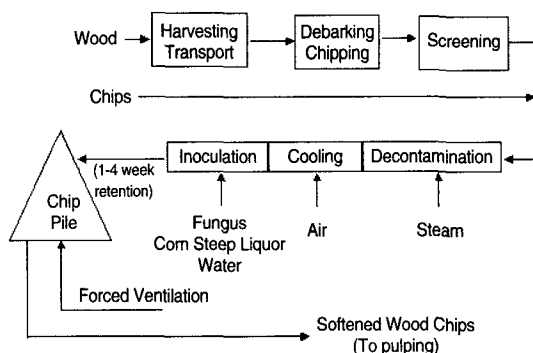 Wood
Harvesting
Transport
Debarking
Chipping
Screening
Chips
Inoculation
Cooling
Decontamination
(1-4 week
retention)
Chip
Pile
Fungus
Corn Steep Liquor
Water
Air
Steam
Forced Ventilation
Softened Wood Chips
(To pulping)